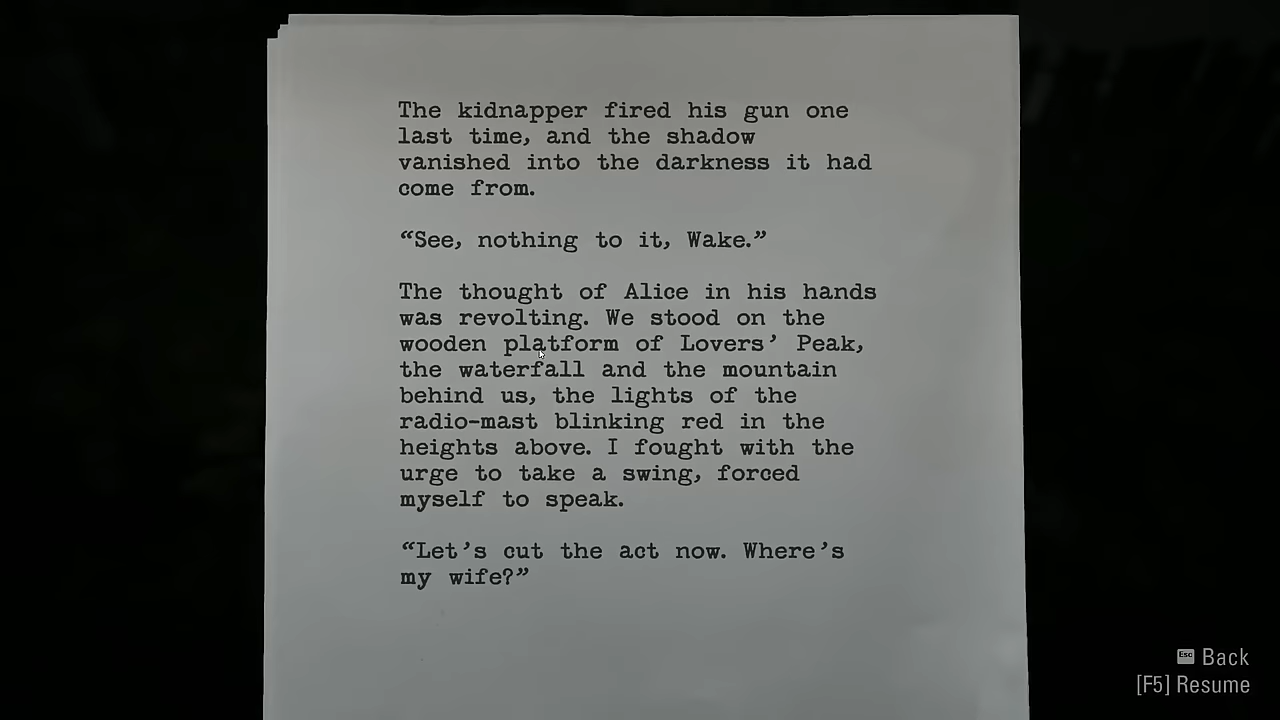 The kidnapper fired his gun one
last time, and the shadow
vanished into the darkness it had
come from.
“See, nothing to it, Wake.”
The thought of Alice in his hands
was revolting. We stood on the
wooden platform of Lovers’ Peak,
the waterfall and the mountain
behind us, the lights of the
radio-mast blinking red in the
heights above. I fought with the
urge to take a swing, forced
myself to speak.
“Let’s cut the act now. Where’s
my wife?”
Esc Back
[F5] Resume